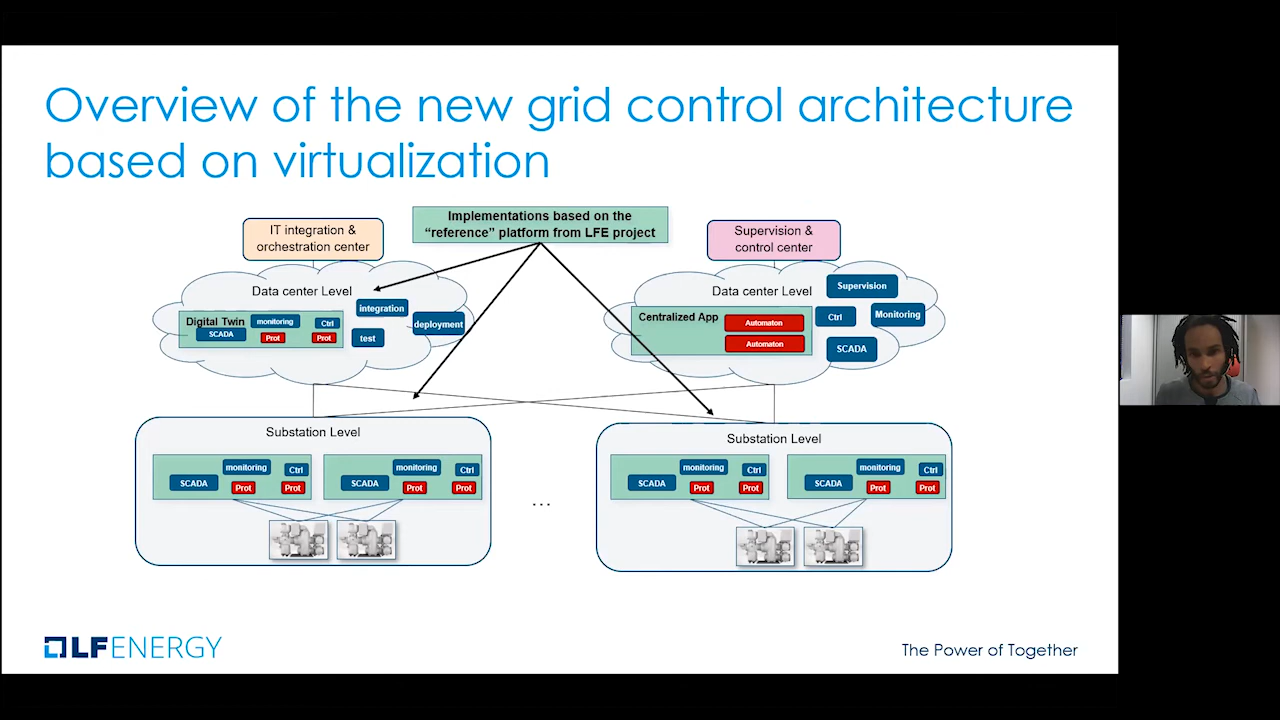 Overview of the new grid control architecture
based on virtualization
IT integration &
orchestration center
Implementations based on the
“reference” platform from LFE project
Supervision &
control center
Data center Level
Digital Twin
monitoring
Ctrl
SCADA
Prot
Prot
integration
deployment
test
Data center Level
Centralized App
Automaton
Automaton
Supervision
Ctrl
Monitoring
SCADA
Substation Level
monitoring
Ctrl
SCADA
Prot
Prot
monitoring
Ctrl
SCADA
Prot
Prot
...
Substation Level
monitoring
Ctrl
SCADA
Prot
Prot
monitoring
Ctrl
SCADA
Prot
Prot
LFENERGY
The Power of Together